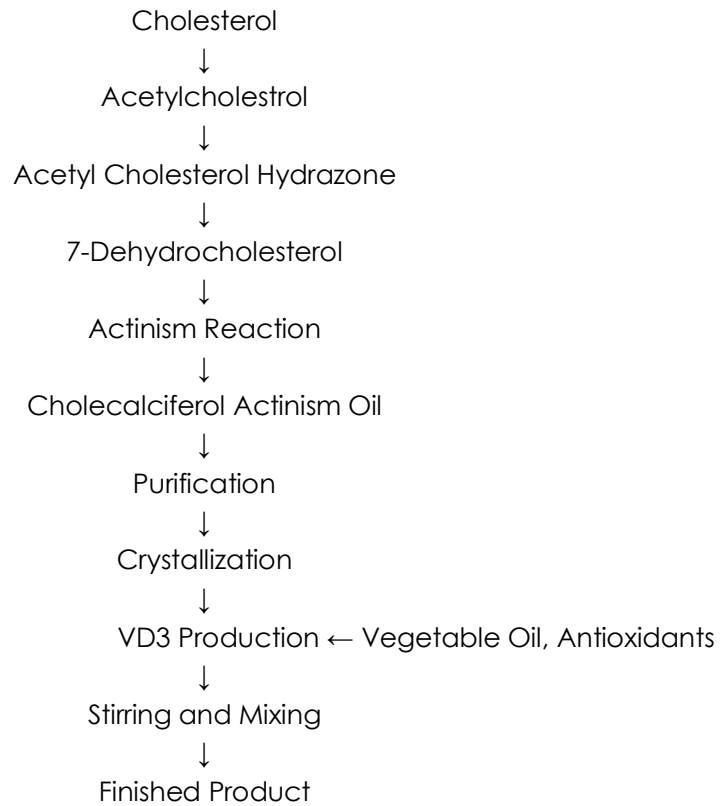 Cholesterol
↓
Acetylcholestrol
↓
Acetyl Cholesterol Hydrazone
↓
7-Dehydrocholesterol
↓
Actinism Reaction
↓
Cholecalciferol Actinism Oil
↓
Purification
↓
Crystallization
↓
VD3 Production ← Vegetable Oil, Antioxidants
↓
Stirring and Mixing
↓
Finished Product